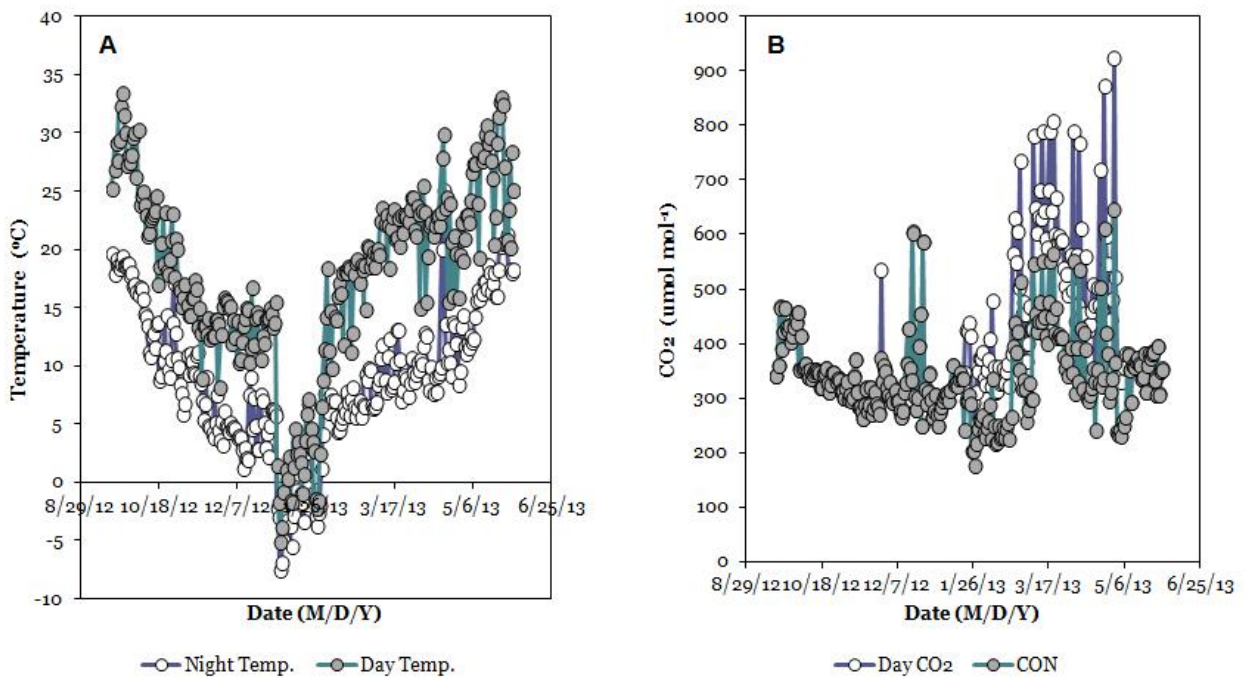 A
40
35
30
25
20
15
10
5
0
-5
-10
Temperature (ºC)
8/29/12 10/18/12 12/7/12 1/26/13 3/17/13 5/6/13 6/25/13
Date (M/D/Y)
Night Temp. Day Temp.
B
1000
900
800
700
600
500
400
300
200
100
0
CO2 (umol mol-1)
8/29/12 10/18/12 12/7/12 1/26/13 3/17/13 5/6/13 6/25/13
Date (M/D/Y)
Day CO2 CON